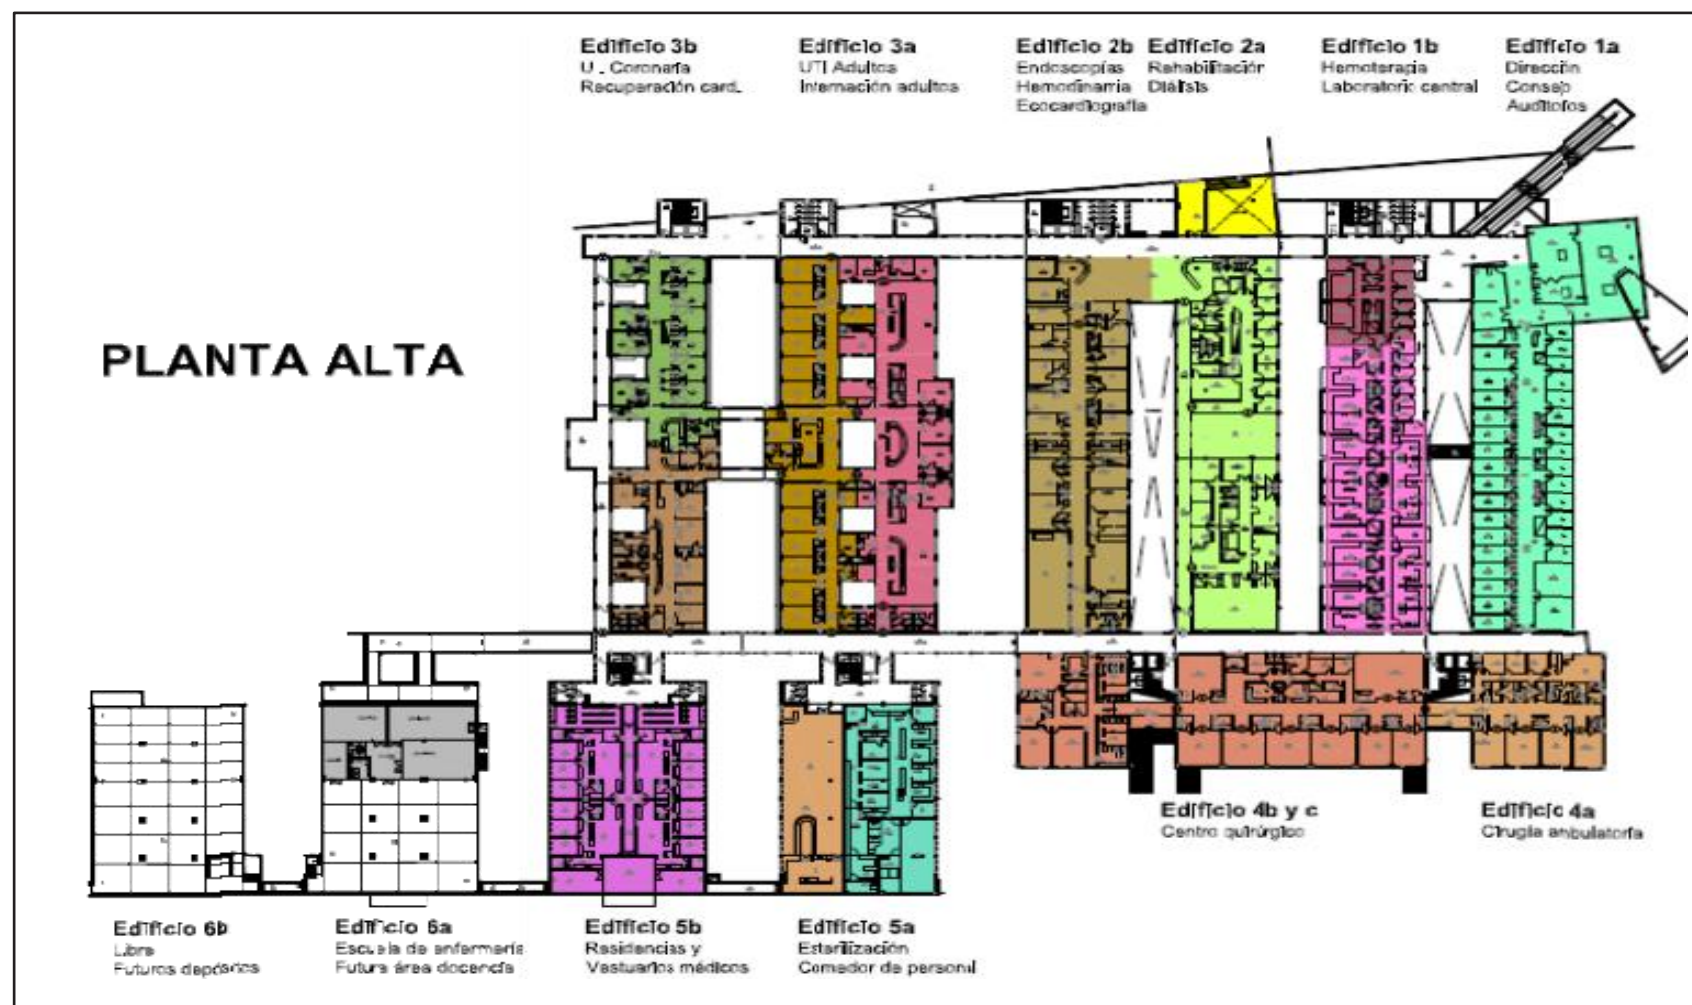 Edificio 3b
U. Coronaria
Recuperación card.
Edificio 3a
UTI Adultos
Internación adultos
Edificio 2b
Endoscopías
Hemodinamia
Ecocardiografía
Edificio 2a
Rehabilitación
Diálisis
Edificio 1b
Hemoterapia
Laboratorio central
Edificio 1a
Dirección
Consejo
Auditorios
PLANTA ALTA
Edificio 4b y c
Centro quirúrgico
Edificio 4a
Cirugía ambulatoria
Edificio 6b
Libre
Futuros depósitos
Edificio 6a
Escuela de enfermería
Futura área docencia
Edificio 5b
Residencias y
Vestuarios médicos
Edificio 5a
Esterilización
Comedor de personal